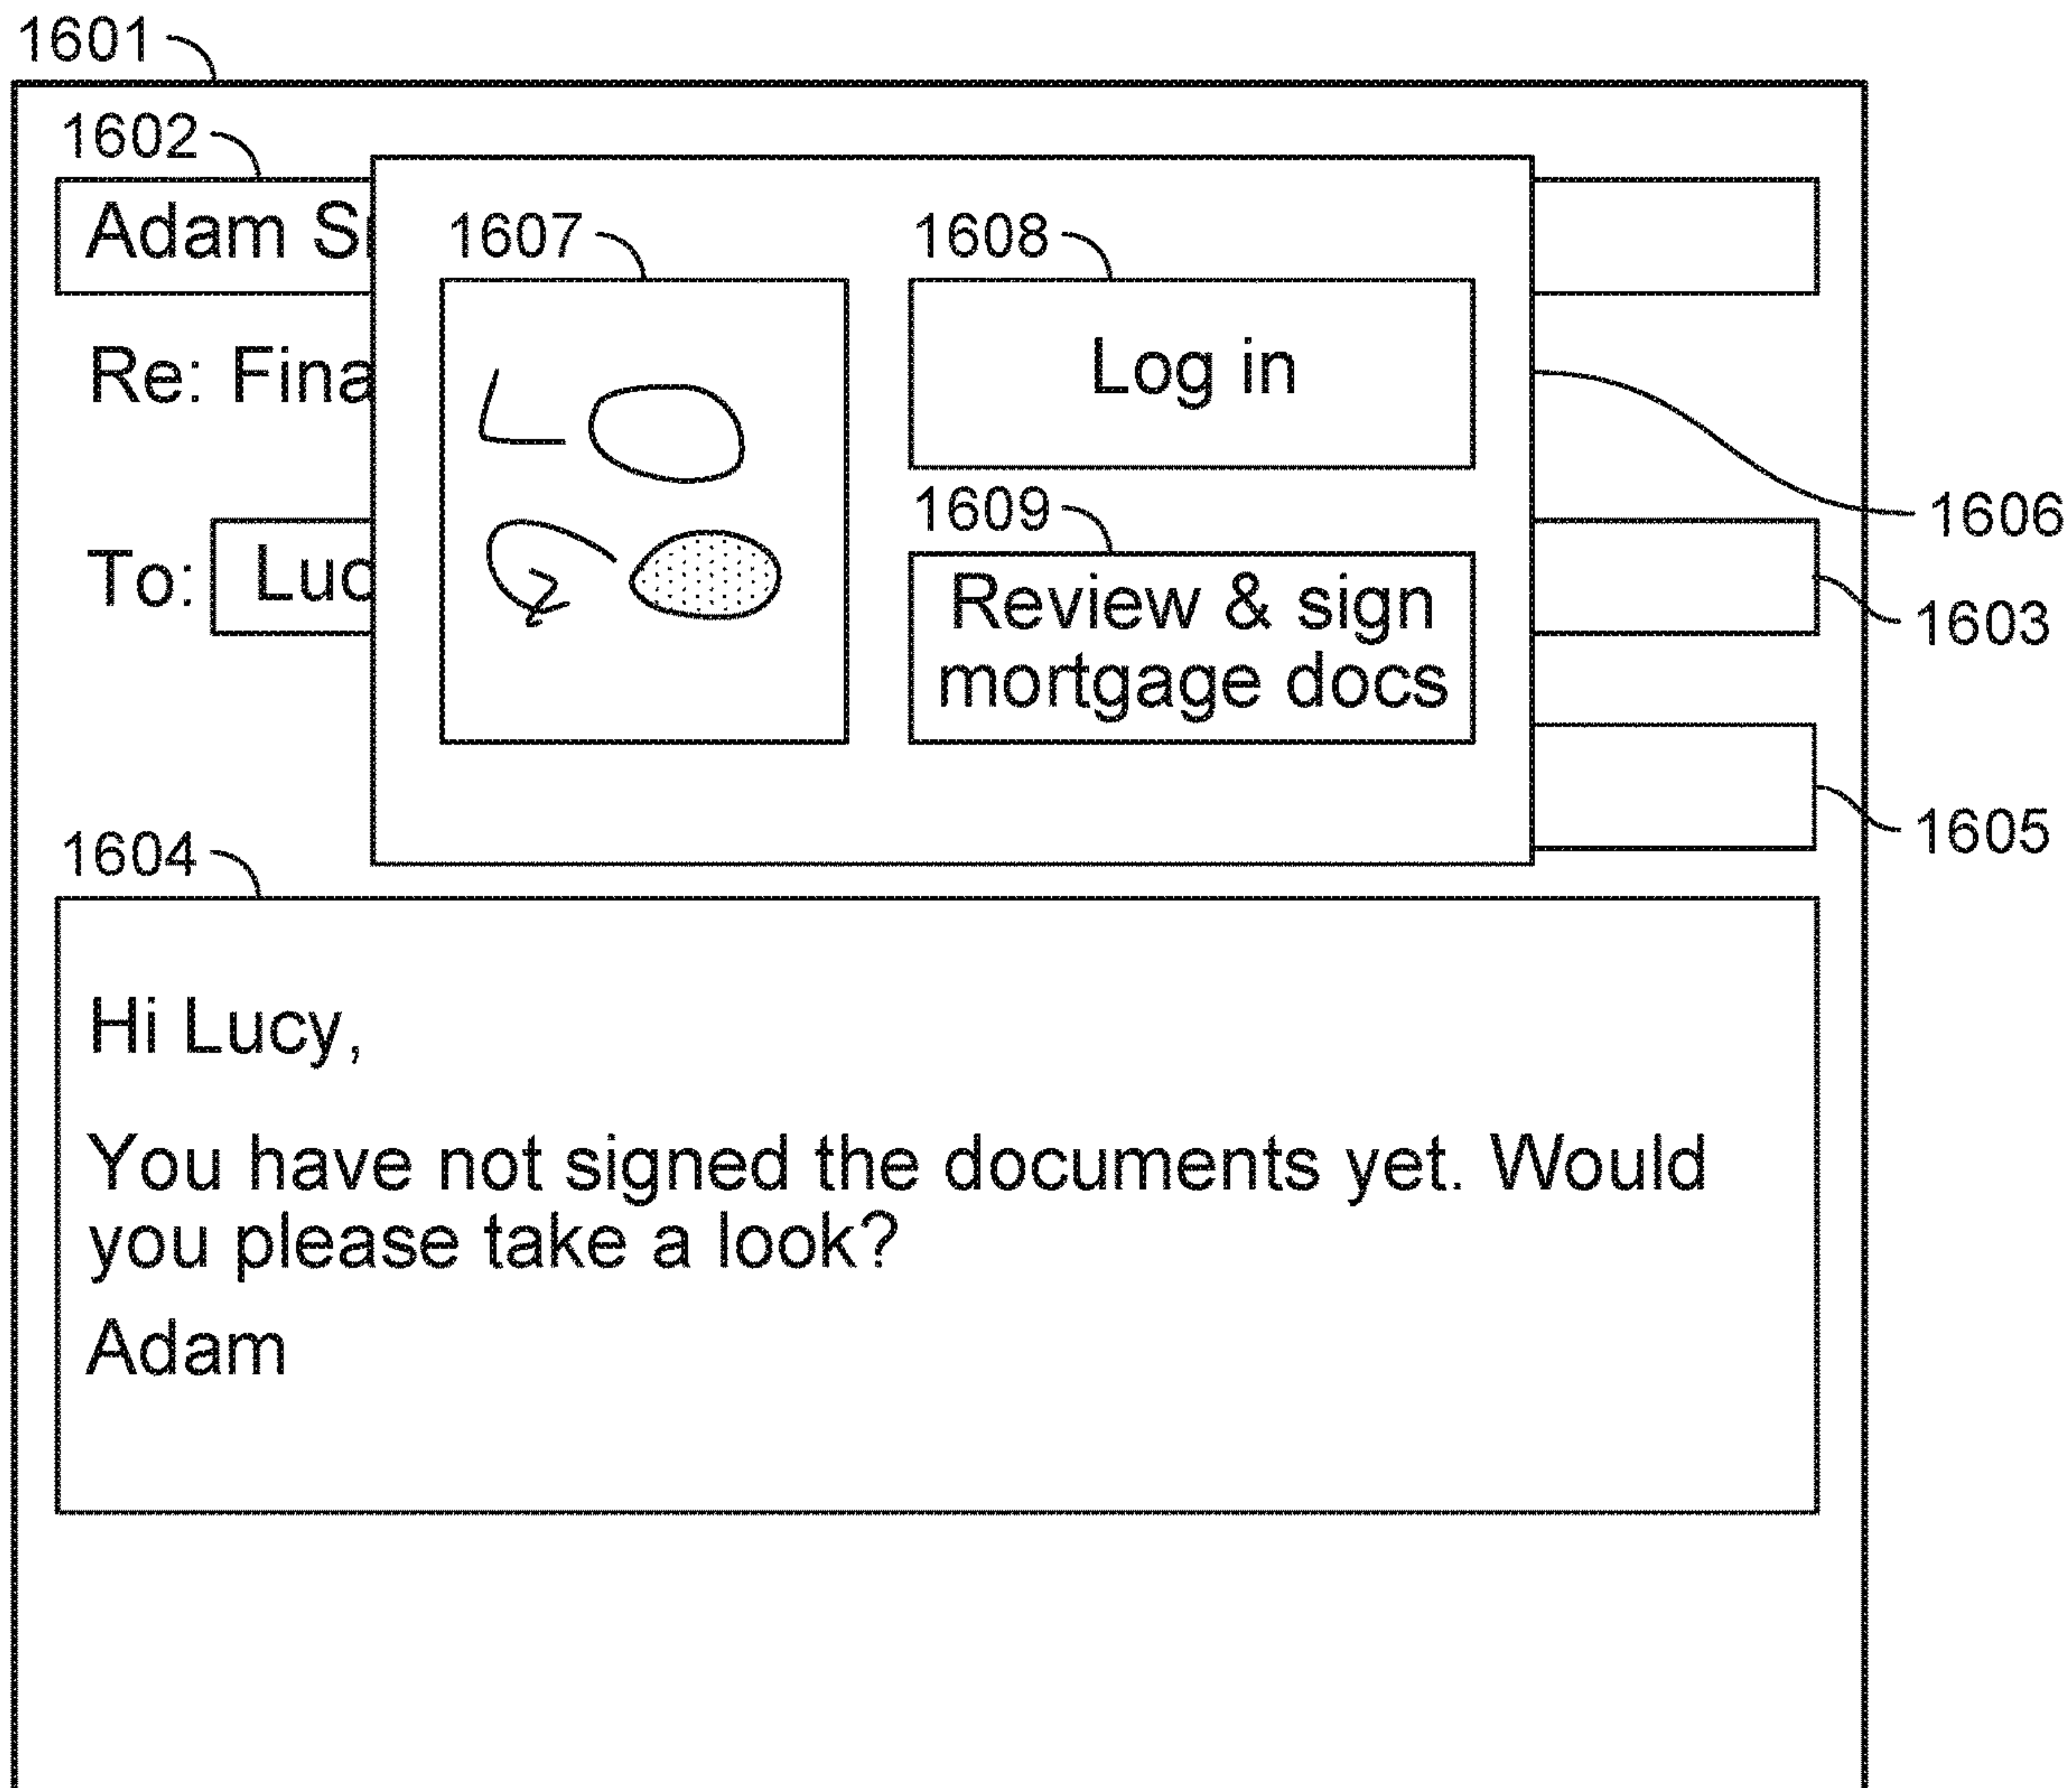 1601
1602
Adam S
1607
1608
Log in
Re: Fina
1606
1609
To: Luc
Review & sign
mortgage docs
1603
1605
1604
Hi Lucy,
You have not signed the documents yet. Would
you please take a look?
Adam